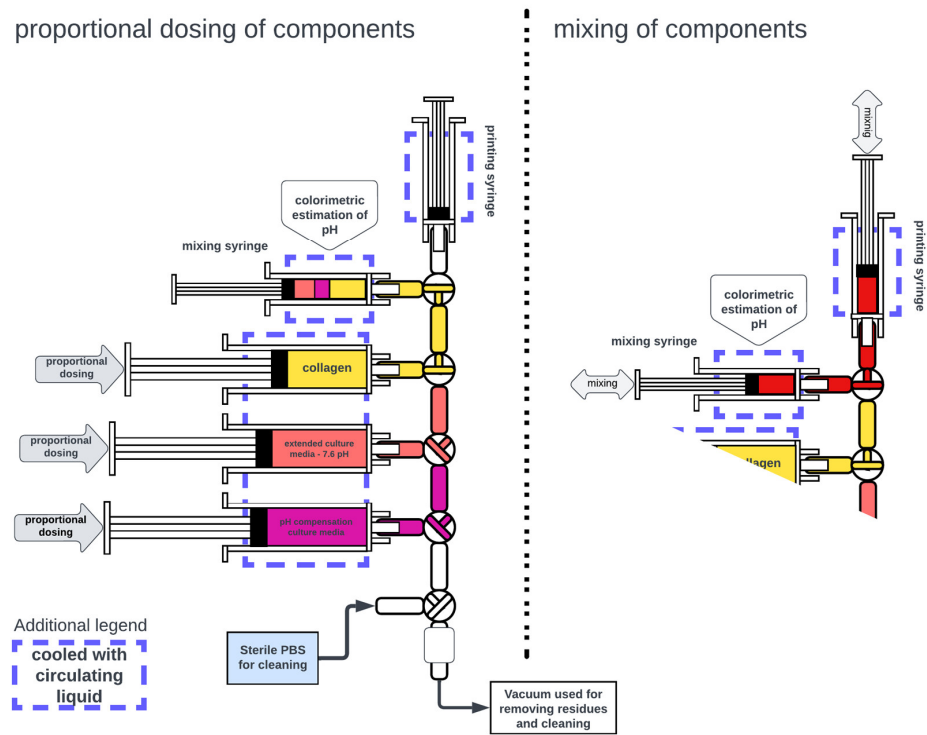 proportional dosing of components
mixing of components
printing syringe
colorimetric
estimation of
pH
mixing syringe
proportional
dosing
collagen
proportional
dosing
extended culture
media - 7.6 pH
proportional
dosing
pH compensation
culture media
Additional legend
cooled with
circulating
liquid
Sterile PBS
for cleaning
Vacuum used for
removing residues
and cleaning
mixnig
printing syringe
colorimetric
estimation of
pH
mixing syringe
mixing
llagen